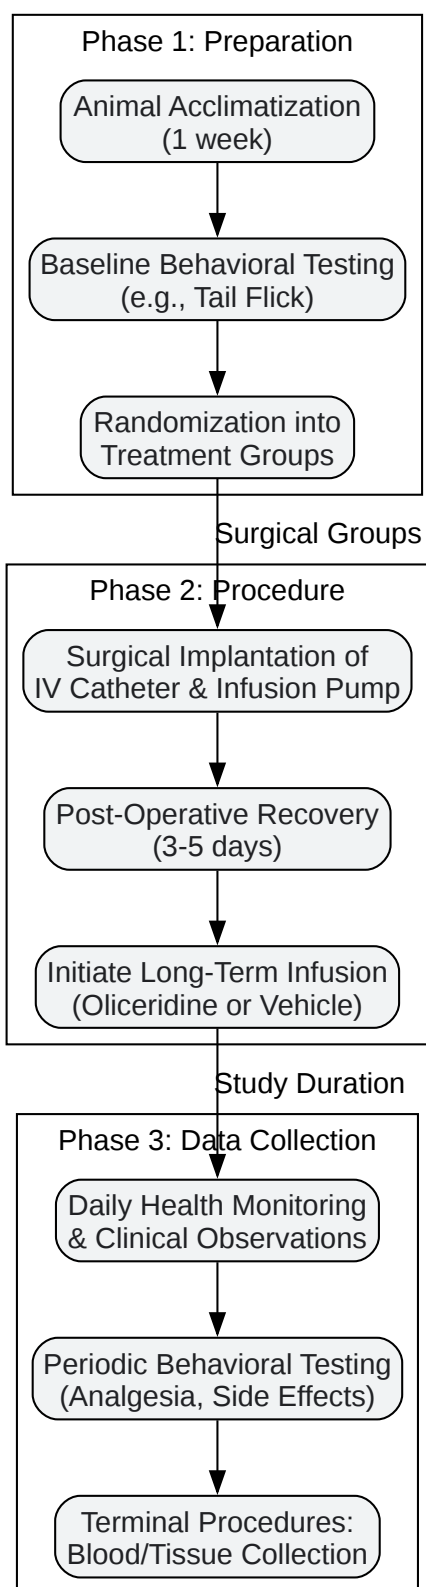 Phase 1: Preparation
Animal Acclimatization
(1 week)
Baseline Behavioral Testing
(e.g., Tail Flick)
Randomization into
Treatment Groups
Surgical Groups
Phase 2: Procedure
Surgical Implantation of
IV Catheter & Infusion Pump
Post-Operative Recovery
(3-5 days)
Initiate Long-Term Infusion
(Oliceridine or Vehicle)
Study Duration
Phase 3: Data Collection
Daily Health Monitoring
& Clinical Observations
Periodic Behavioral Testing
(Analgesia, Side Effects)
Terminal Procedures:
Blood/Tissue Collection